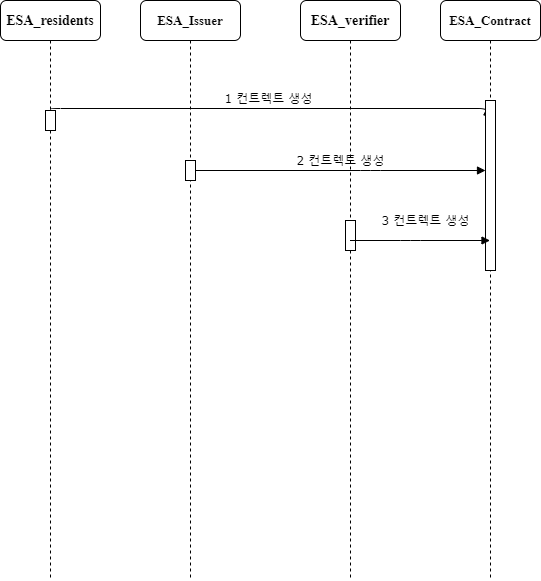 ESA_residents
ESA_Issuer
ESA_verifier
ESA_Contract
1 컨트렉트 생성
2 컨트렉토 생성
3 컨트렉트 생성